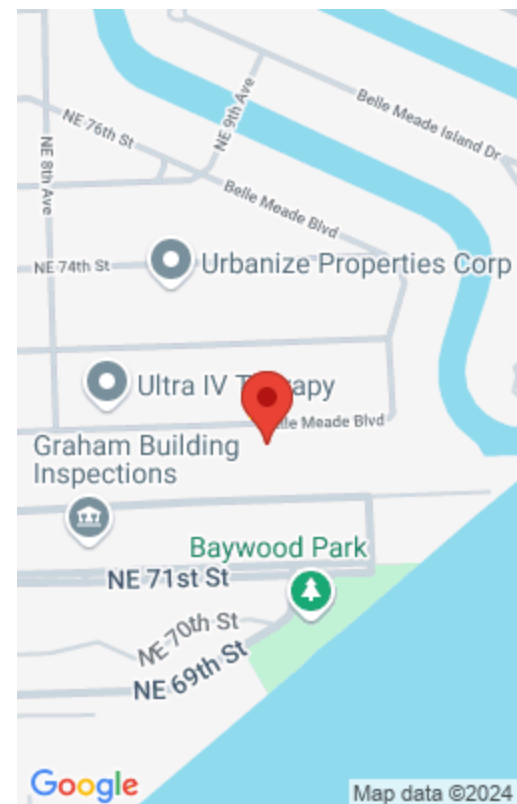 Belle Meade Island Dr
NE 9th Ave
NE 76th St
NE 8th Ave
Belle Meade Blvd
NE 74th St
Urbanize Properties Corp
Ultra IV T apy
elle Meade Blvd
Graham Building
Inspections
Baywood Park
NE 71st St
NE 70th St
NE 69th St
Google
Map data ©2024